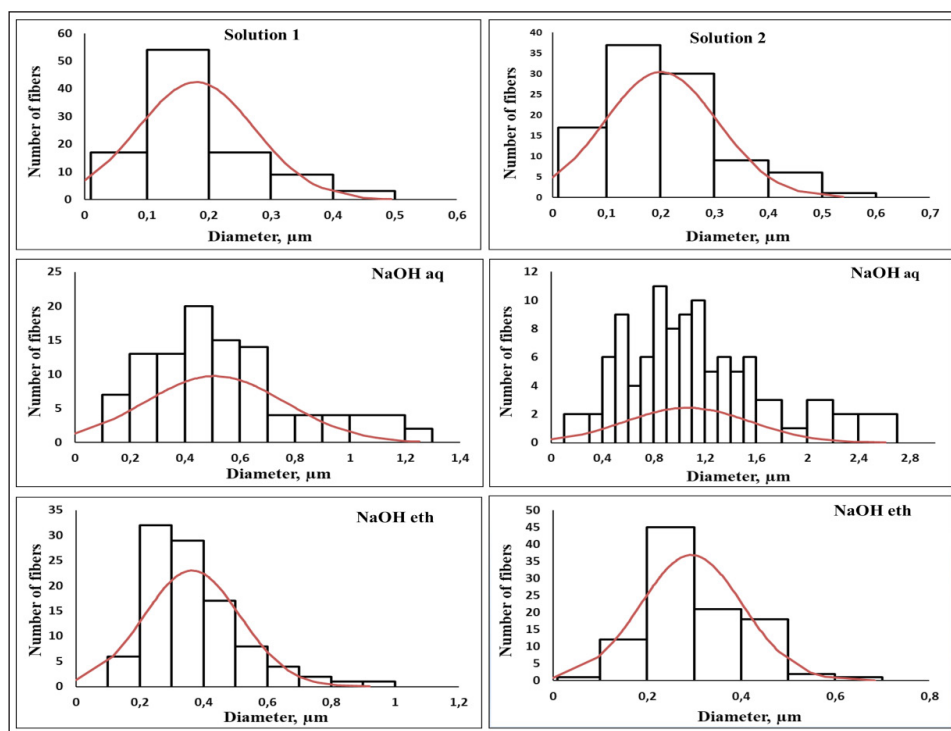 Solution 1
Number of fibers
60
50
40
30
20
10
0
0 0,1 0,2 0,3 0,4 0,5 0,6
Diameter, µm
Solution 2
Number of fibers
40
35
30
25
20
15
10
5
0
0 0,1 0,2 0,3 0,4 0,5 0,6 0,7
Diameter, µm
NaOH aq
Number of fibers
25
20
15
10
5
0
0 0,2 0,4 0,6 0,8 1 1,2 1,4
Diameter, µm
NaOH aq
Number of fibers
12
10
8
6
4
2
0
0 0,4 0,8 1,2 1,6 2 2,4 2,8
Diameter, µm
NaOH eth
Number of fibers
35
30
25
20
15
10
5
0
0 0,2 0,4 0,6 0,8 1 1,2
Diameter, µm
NaOH eth
Number of fibers
50
45
40
35
30
25
20
15
10
5
0
0 0,2 0,4 0,6 0,8
Diameter, µm